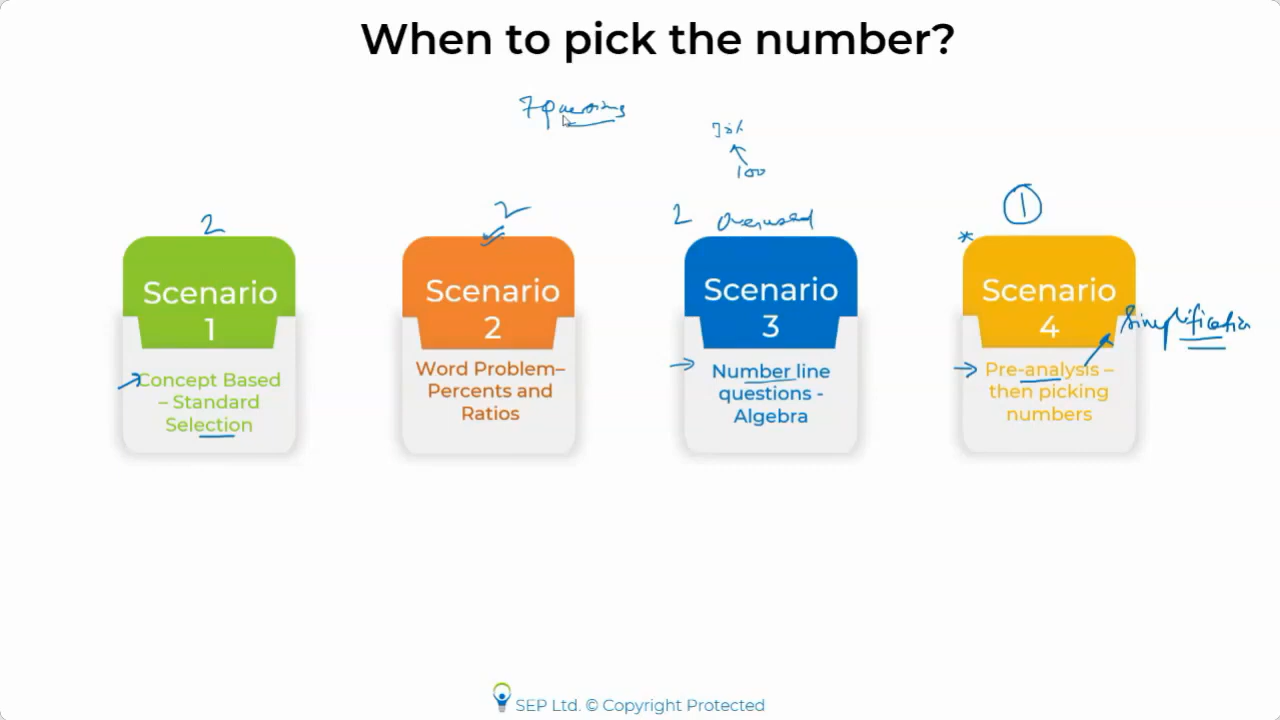 When to pick the number?
7 questions
75%
100
2
2
2 Overused
1
*
Scenario
1
Concept Based
– Standard
Selection
Scenario
2
Word Problem–
Percents and
Ratios
Scenario
3
Number line
questions -
Algebra
Scenario
4
Simplification
Pre-analysis –
then picking
numbers
SEP Ltd. © Copyright Protected